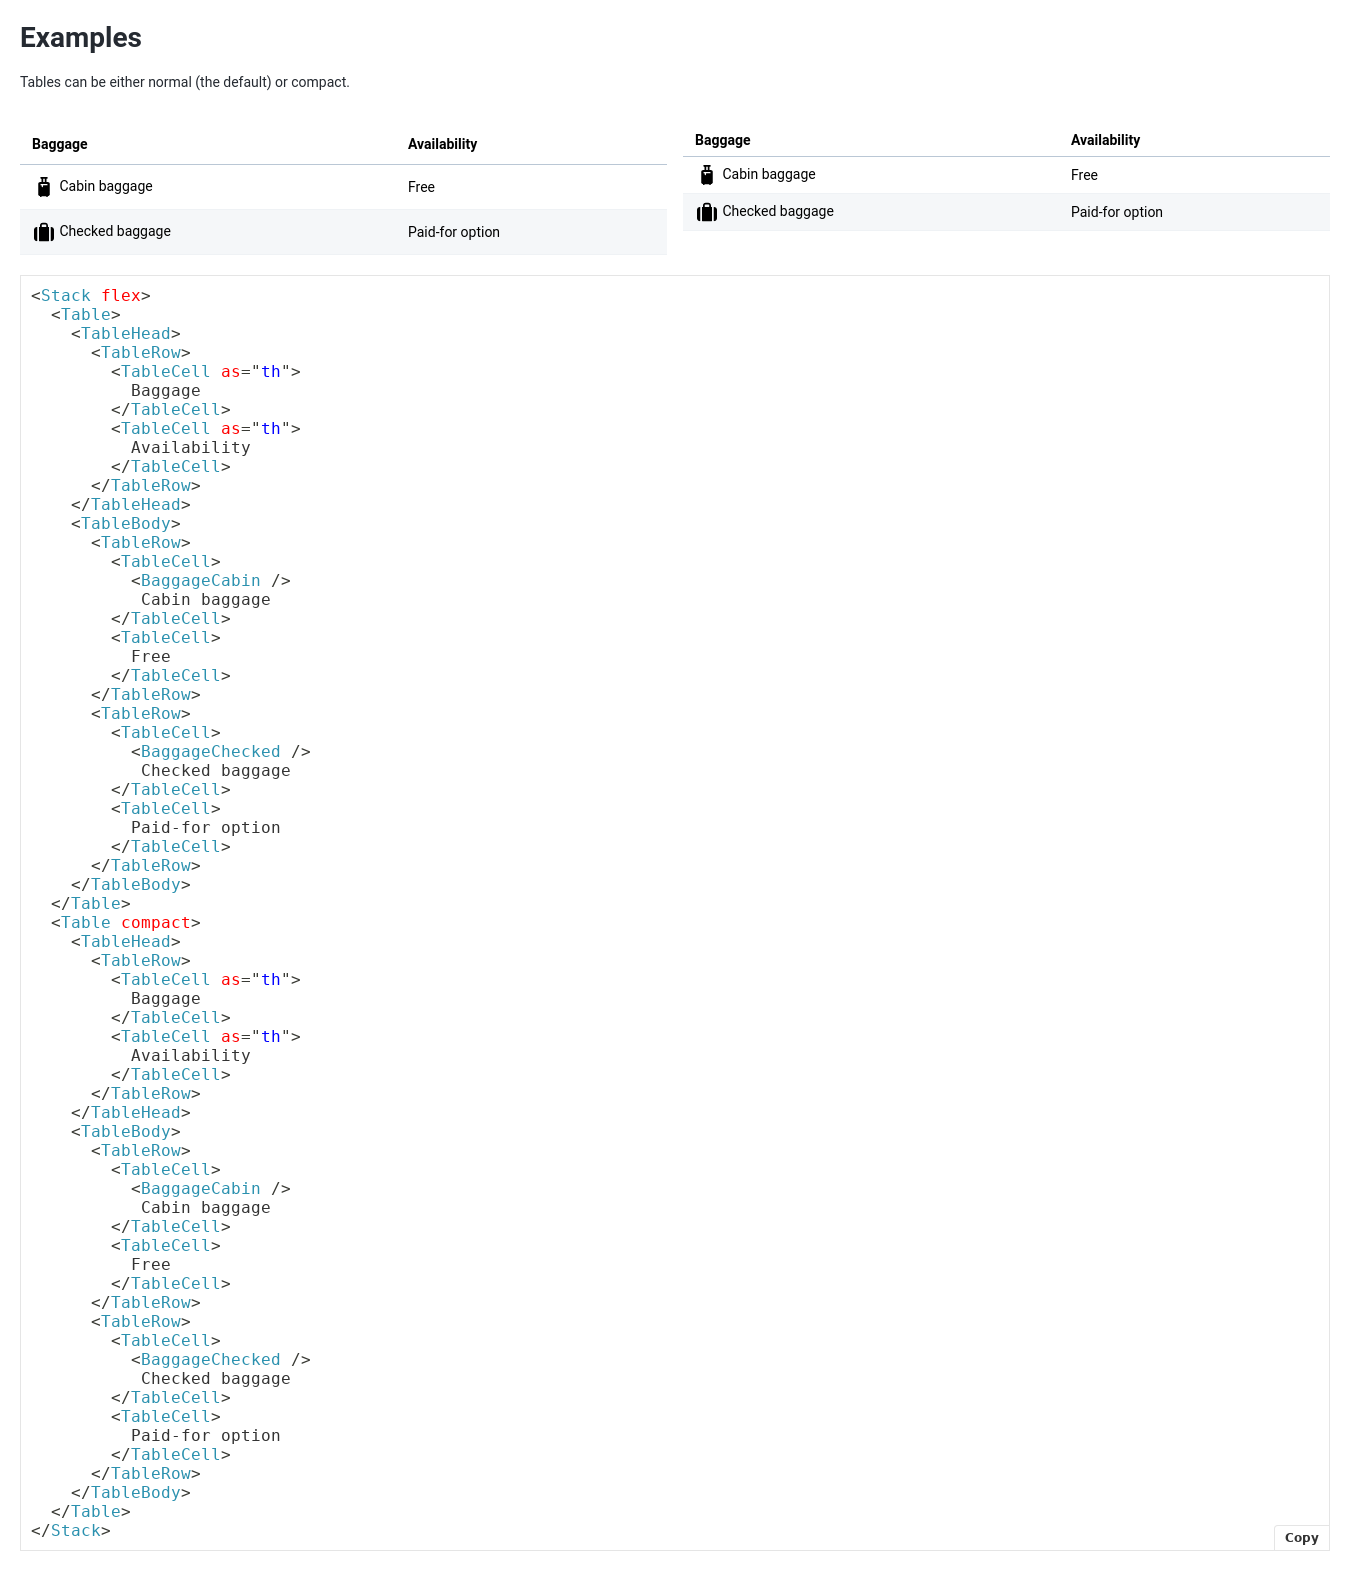 Examples
Tables can be either normal (the default) or compact.
Baggage Availability
Cabin baggage Free
Checked baggage Paid-for option
Baggage Availability
Cabin baggage Free
Checked baggage Paid-for option
<Stack flex>
  <Table>
    <TableHead>
      <TableRow>
        <TableCell as="th">
          Baggage
        </TableCell>
        <TableCell as="th">
          Availability
        </TableCell>
      </TableRow>
    </TableHead>
    <TableBody>
      <TableRow>
        <TableCell>
          <BaggageCabin />
           Cabin baggage
        </TableCell>
        <TableCell>
          Free
        </TableCell>
      </TableRow>
      <TableRow>
        <TableCell>
          <BaggageChecked />
           Checked baggage
        </TableCell>
        <TableCell>
          Paid-for option
        </TableCell>
      </TableRow>
    </TableBody>
  </Table>
  <Table compact>
    <TableHead>
      <TableRow>
        <TableCell as="th">
          Baggage
        </TableCell>
        <TableCell as="th">
          Availability
        </TableCell>
      </TableRow>
    </TableHead>
    <TableBody>
      <TableRow>
        <TableCell>
          <BaggageCabin />
           Cabin baggage
        </TableCell>
        <TableCell>
          Free
        </TableCell>
      </TableRow>
      <TableRow>
        <TableCell>
          <BaggageChecked />
           Checked baggage
        </TableCell>
        <TableCell>
          Paid-for option
        </TableCell>
      </TableRow>
    </TableBody>
  </Table>
</Stack>
Copy